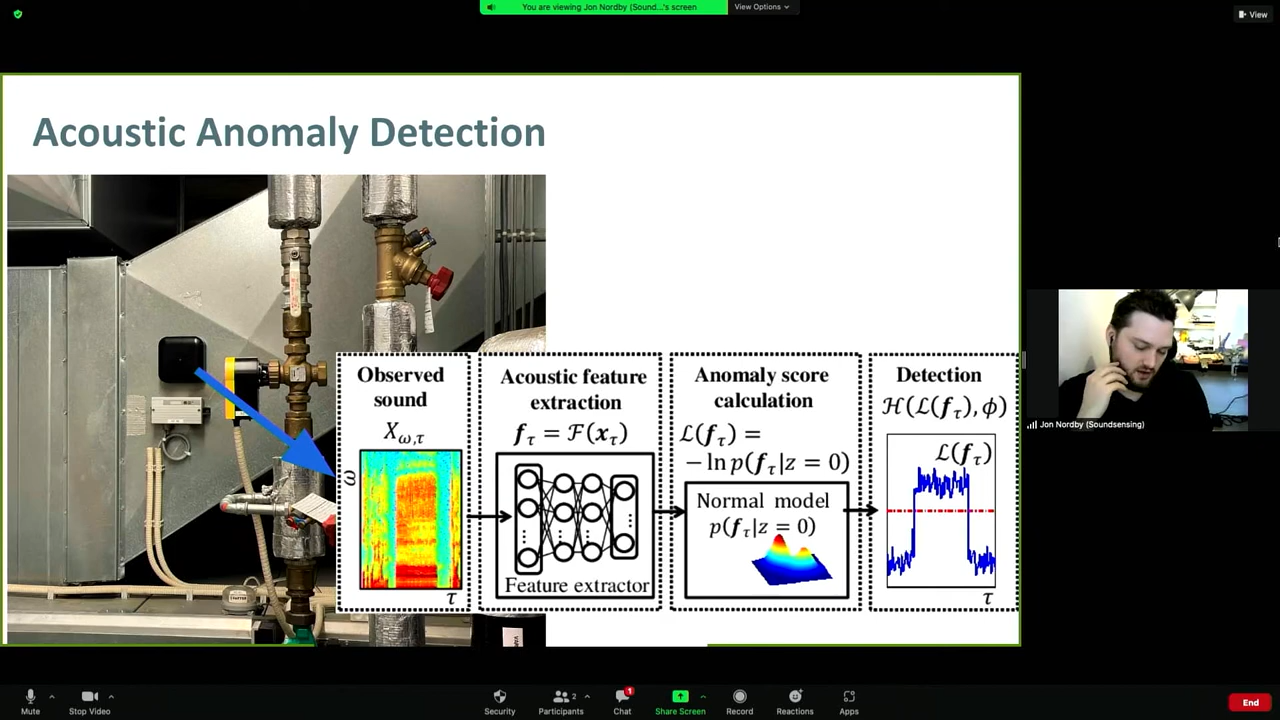 You are viewing Jon Nordby (Sound...'s screen
View Options
View
Acoustic Anomaly Detection
Observed
sound
X_{ω,τ}
ω
τ
Acoustic feature
extraction
f_τ = ℱ(x_τ)
Feature extractor
Anomaly score
calculation
ℒ(f_τ) =
− ln p(f_τ|z = 0)
Normal model
p(f_τ|z = 0)
Detection
ℋ(ℒ(f_τ), ϕ)
ℒ(f_τ)
τ
Jon Nordby (Soundsensing)
Mute
Stop Video
Security
Participants
2
Chat
1
Share Screen
Record
Reactions
Apps
End